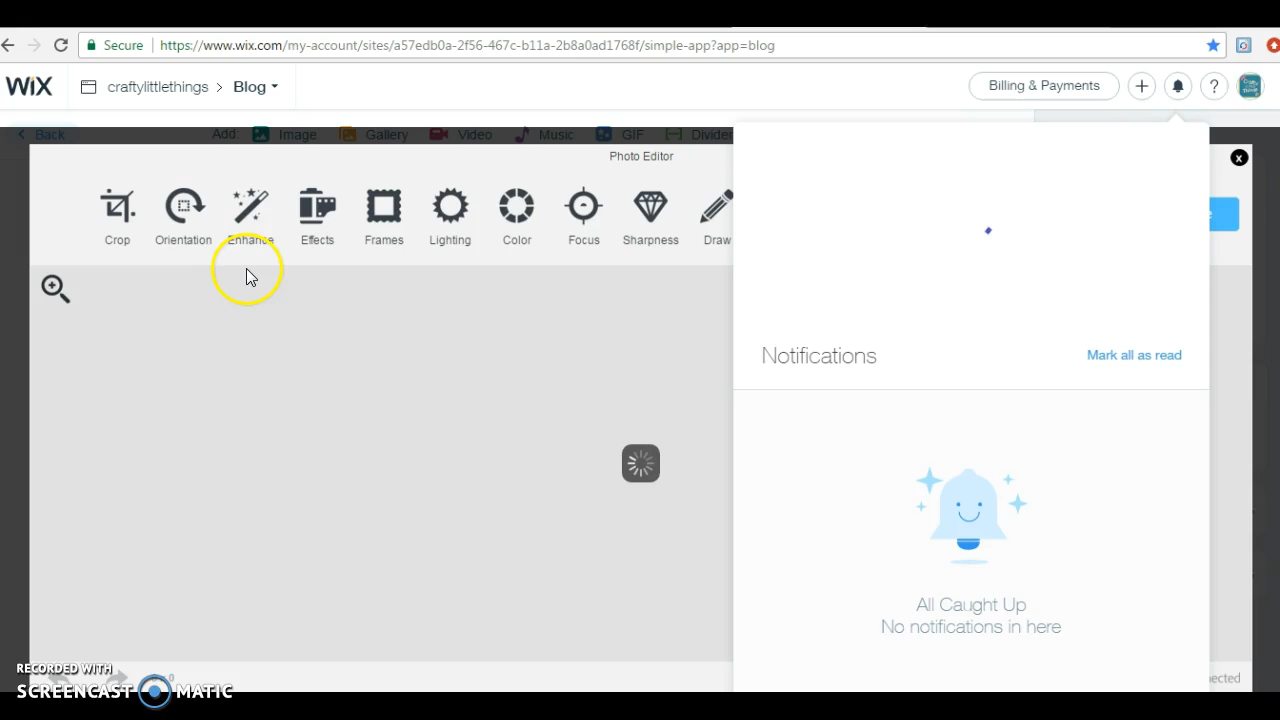 Secure https://www.wix.com/my-account/sites/a57edb0a-2f56-467c-b11a-2b8a0ad1768f/simple-app?app=blog
WiX craftylittlethings > Blog Billing & Payments + ?
Back Add: Image Gallery Video Music GIF Divider
Photo Editor x
Crop Orientation Enhance Effects Frames Lighting Color Focus Sharpness Draw
Notifications Mark all as read
All Caught Up
No notifications in here
RECORDED WITH
SCREENCAST MATIC